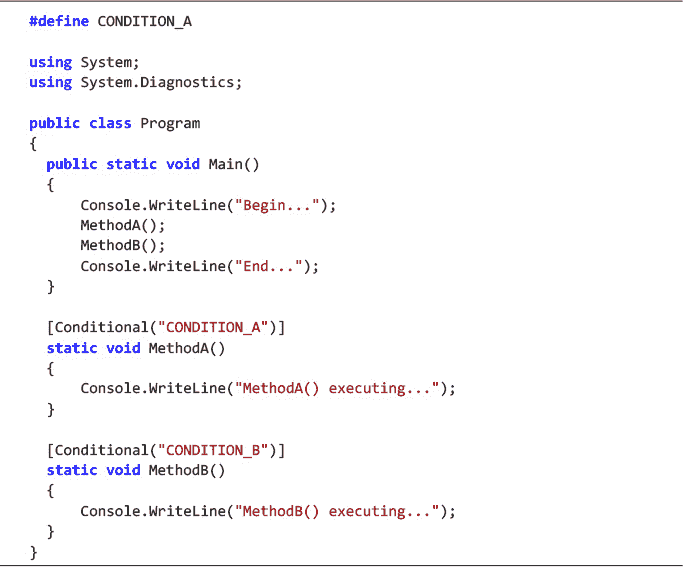 #define CONDITION_A

using System;
using System.Diagnostics;

public class Program
{
  public static void Main()
  {
      Console.WriteLine("Begin...");
      MethodA();
      MethodB();
      Console.WriteLine("End...");
  }

  [Conditional("CONDITION_A")]
  static void MethodA()
  {
      Console.WriteLine("MethodA() executing...");
  }

  [Conditional("CONDITION_B")]
  static void MethodB()
  {
      Console.WriteLine("MethodB() executing...");
  }
}